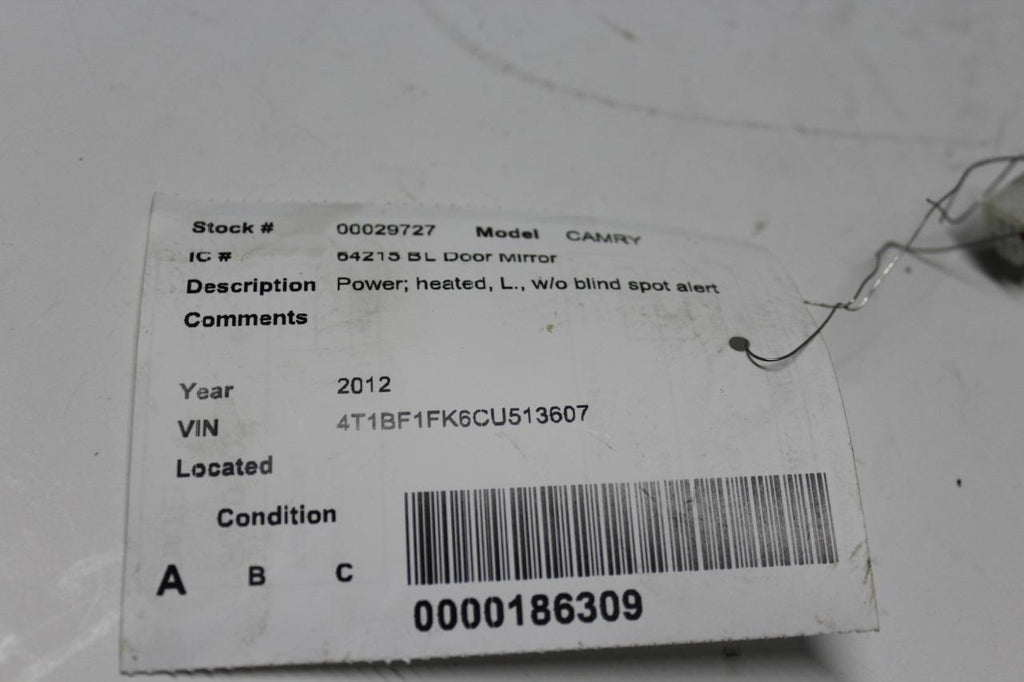 Stock # 00029727 Model CAMRY
IC # 64215 BL Door Mirror
Description Power; heated, L., w/o blind spot alert
Comments
Year 2012
VIN 4T1BF1FK6CU513607
Located
Condition
A B C
0000186309